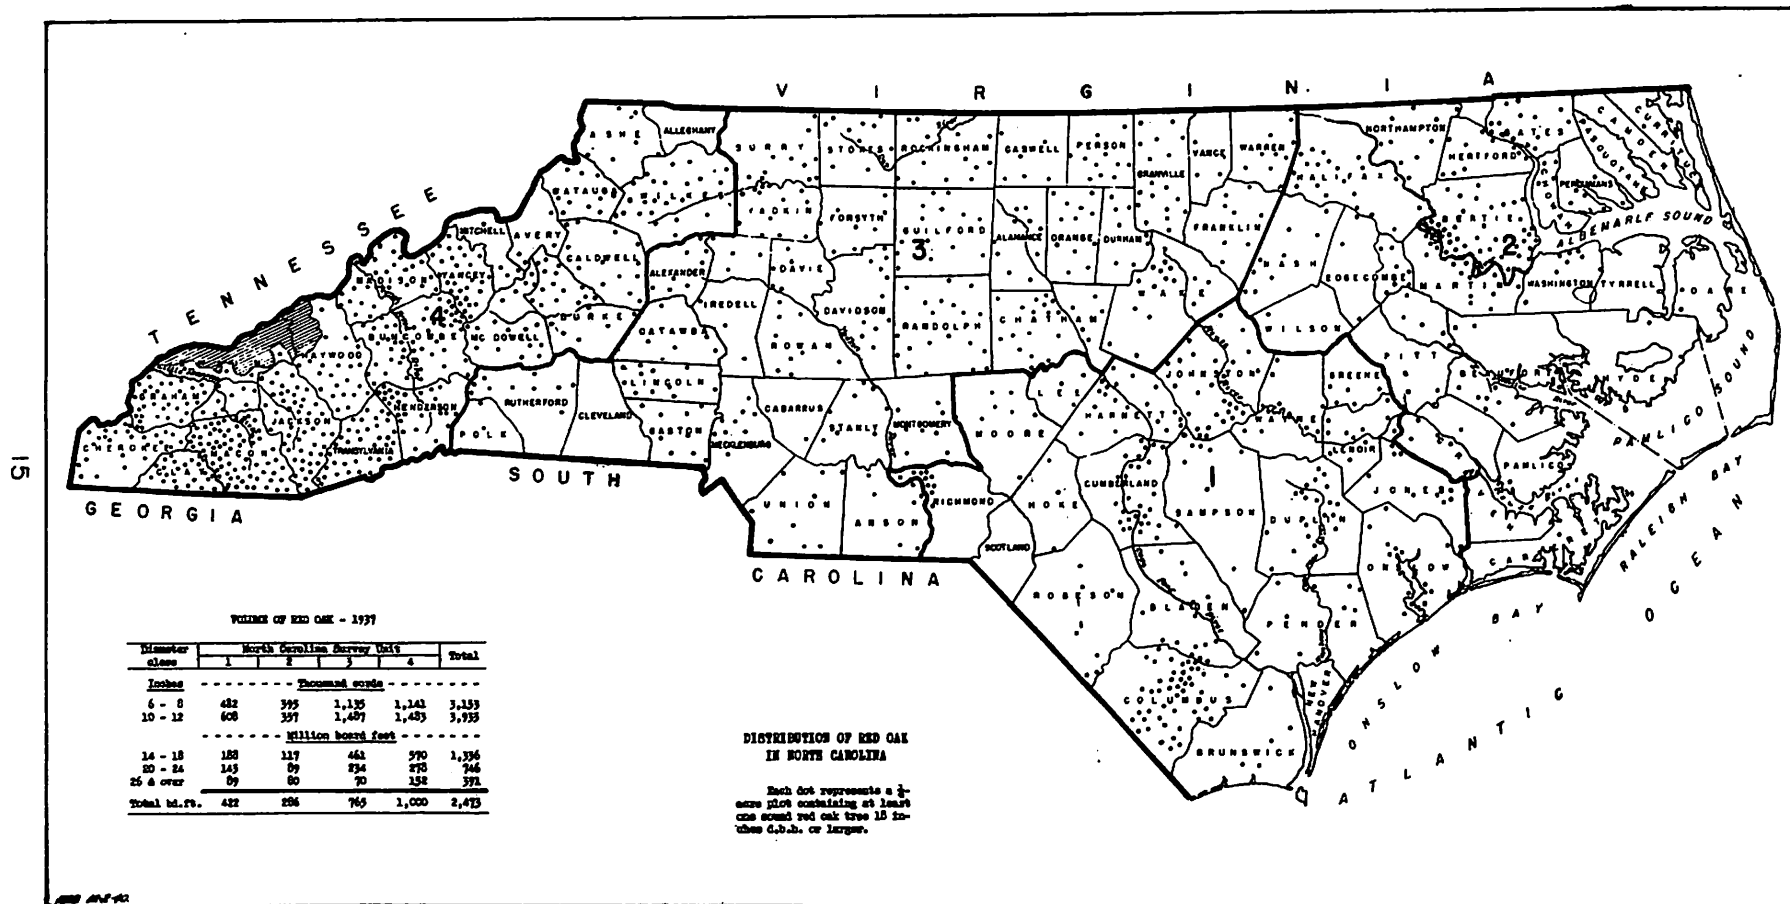 V I R G I N I A
T E N N E S S E E
G E O R G I A
S O U T H
C A R O L I N A
ASHE
ALLEGHANY
SURRY
STOKES
ROCKINGHAM
CASWELL
PERSON
GRANVILLE
VANCE
WARREN
NORTHAMPTON
HERTFORD
GATES
CAMDEN
CURRITUCK
PASQUOTANK
PERQUIMANS
CHOWAN
HALIFAX
BERTIE
ALBEMARLE SOUND
WATAUGA
WILKES
YADKIN
FORSYTH
GUILFORD
ALAMANCE
ORANGE
DURHAM
FRANKLIN
NASH
EDGECOMBE
MARTIN
WASHINGTON
TYRRELL
DARE
MITCHELL
AVERY
CALDWELL
ALEXANDER
DAVIE
IREDELL
DAVIDSON
RANDOLPH
CHATHAM
WAKE
WILSON
PITT
BEAUFORT
HYDE
MADISON
YANCEY
BUNCOMBE
MC DOWELL
BURKE
CATAWBA
ROWAN
HAYWOOD
GRAHAM
JACKSON
HENDERSON
TRANSYLVANIA
CHEROKEE
MACON
POLK
RUTHERFORD
CLEVELAND
LINCOLN
GASTON
MECKLENBURG
CABARRUS
STANLY
MONTGOMERY
MOORE
LEE
HARNETT
JOHNSTON
WAYNE
GREENE
LENOIR
CRAVEN
PAMLICO
PAMLICO SOUND
UNION
ANSON
RICHMOND
SCOTLAND
HOKE
CUMBERLAND
SAMPSON
DUPLIN
JONES
ONSLOW
CARTERET
ROBESON
BLADEN
PENDER
COLUMBUS
BRUNSWICK
NEW HANOVER
RALEIGH BAY
ONSLOW BAY
ATLANTIC OCEAN
1
2
3
4
15
VOLUME OF RED OAK - 1937
Diameter class North Carolina Survey Unit Total
1 2 3 4
Inches Thousand cords
6 - 8 482 395 1,135 1,141 3,153
10 - 12 608 357 1,487 1,483 3,935
Million board feet
14 - 18 188 117 461 570 1,336
20 - 24 145 89 234 278 746
26 & over 89 80 70 152 391
Total bd.ft. 422 286 765 1,000 2,473
DISTRIBUTION OF RED OAK
IN NORTH CAROLINA
Each dot represents a ¼-
acre plot containing at least
one sound red oak tree 18 in-
ches d.b.h. or larger.